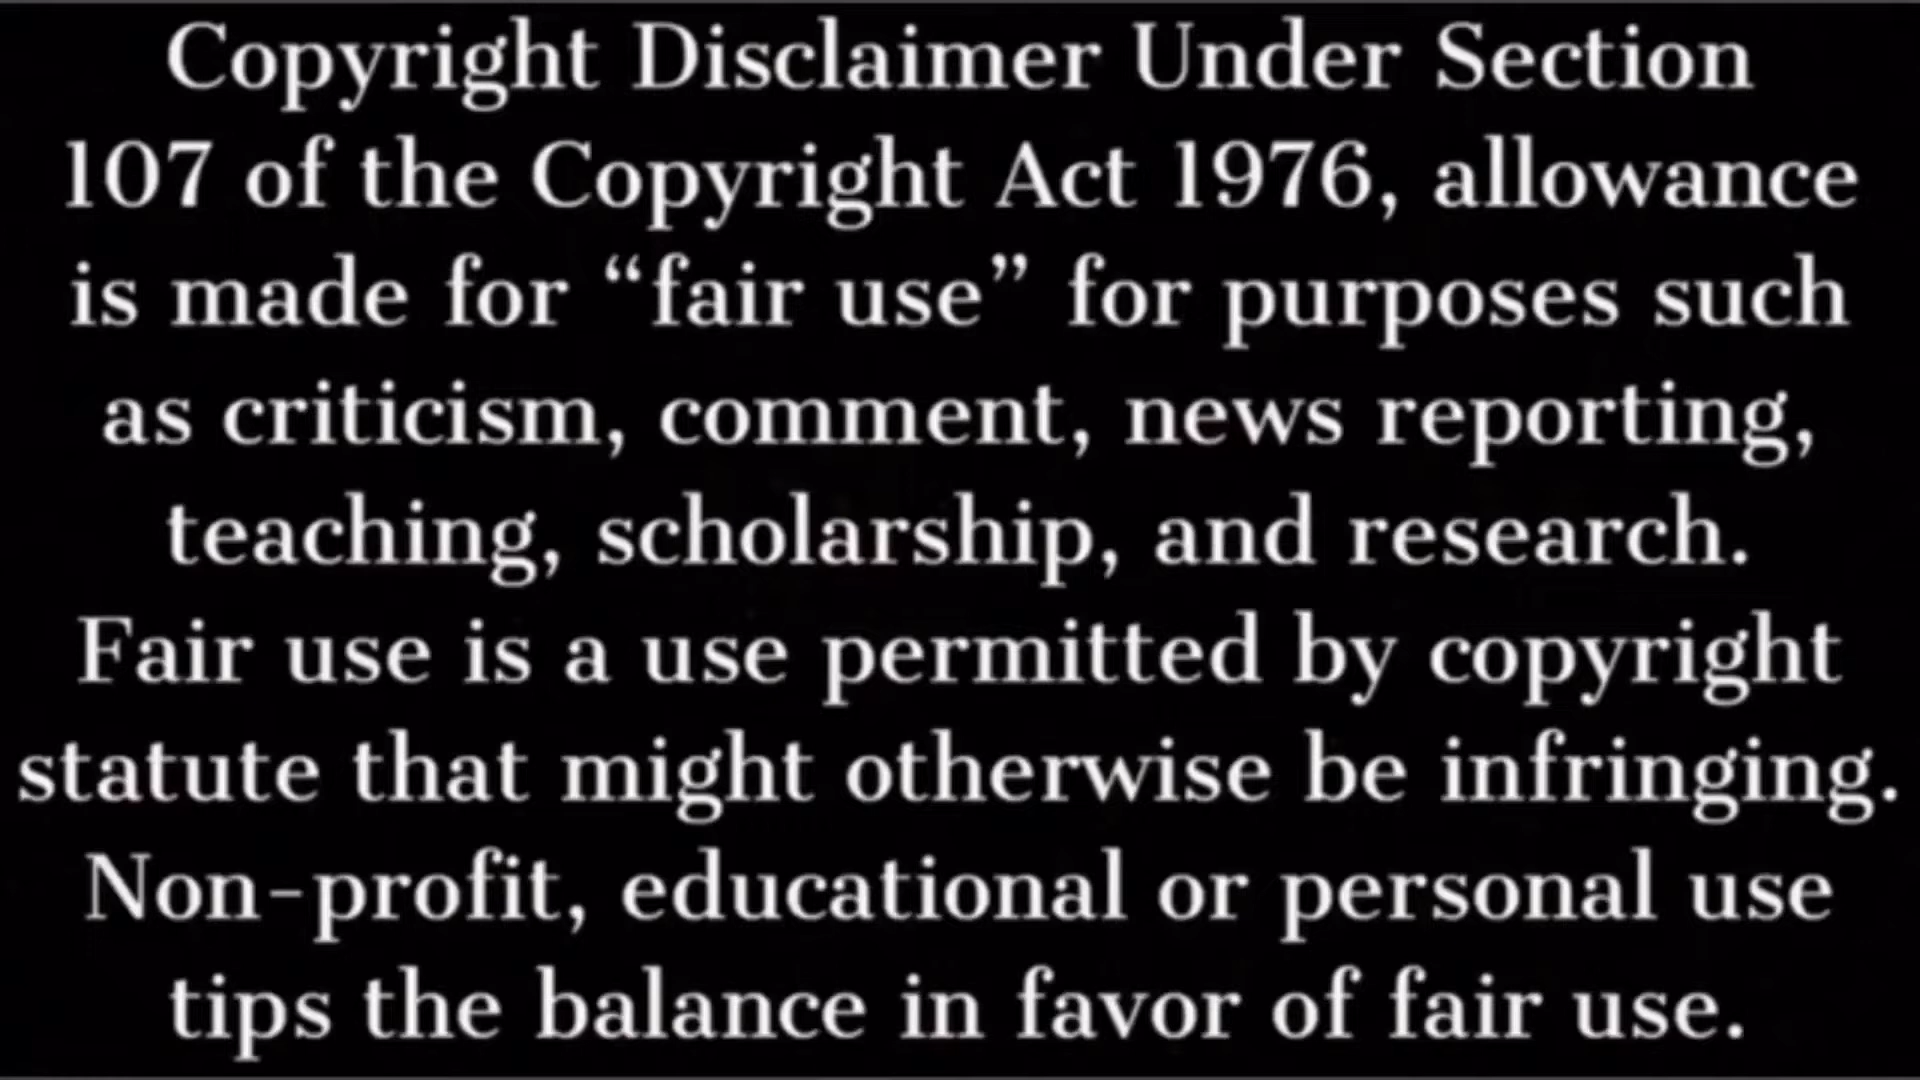 Copyright Disclaimer Under Section
107 of the Copyright Act 1976, allowance
is made for “fair use” for purposes such
as criticism, comment, news reporting,
teaching, scholarship, and research.
Fair use is a use permitted by copyright
statute that might otherwise be infringing.
Non-profit, educational or personal use
tips the balance in favor of fair use.